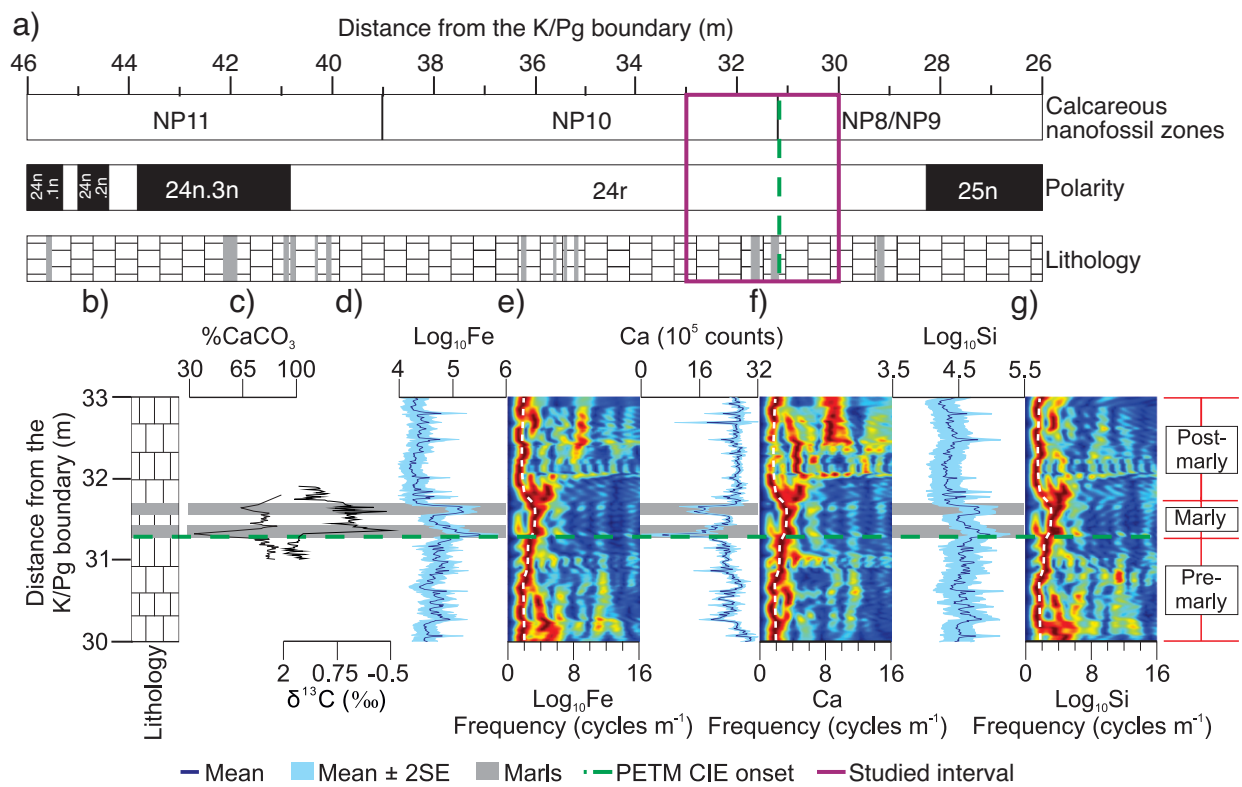 a)
Distance from the K/Pg boundary (m)
46 44 42 40 38 36 34 32 30 28 26
NP11 NP10 NP8/NP9
Calcareous
nanofossil zones
24n
.1n
24n
.2n
24n.3n 24r 25n
Polarity
Lithology
b) c) d) e) f) g)
%CaCO₃ Log₁₀Fe Ca (10⁵ counts) Log₁₀Si
30 65 100 4 5 6 0 16 32 3.5 4.5 5.5
Distance from the
K/Pg boundary (m)
33
32
31
30
Post-
marly
Marly
Pre-
marly
Lithology
2 0.75 -0.5
δ¹³C (‰)
0 8 16 0 8 16 0 8 16
Log₁₀Fe Ca Log₁₀Si
Frequency (cycles m⁻¹) Frequency (cycles m⁻¹) Frequency (cycles m⁻¹)
Mean Mean ± 2SE Marls PETM CIE onset Studied interval